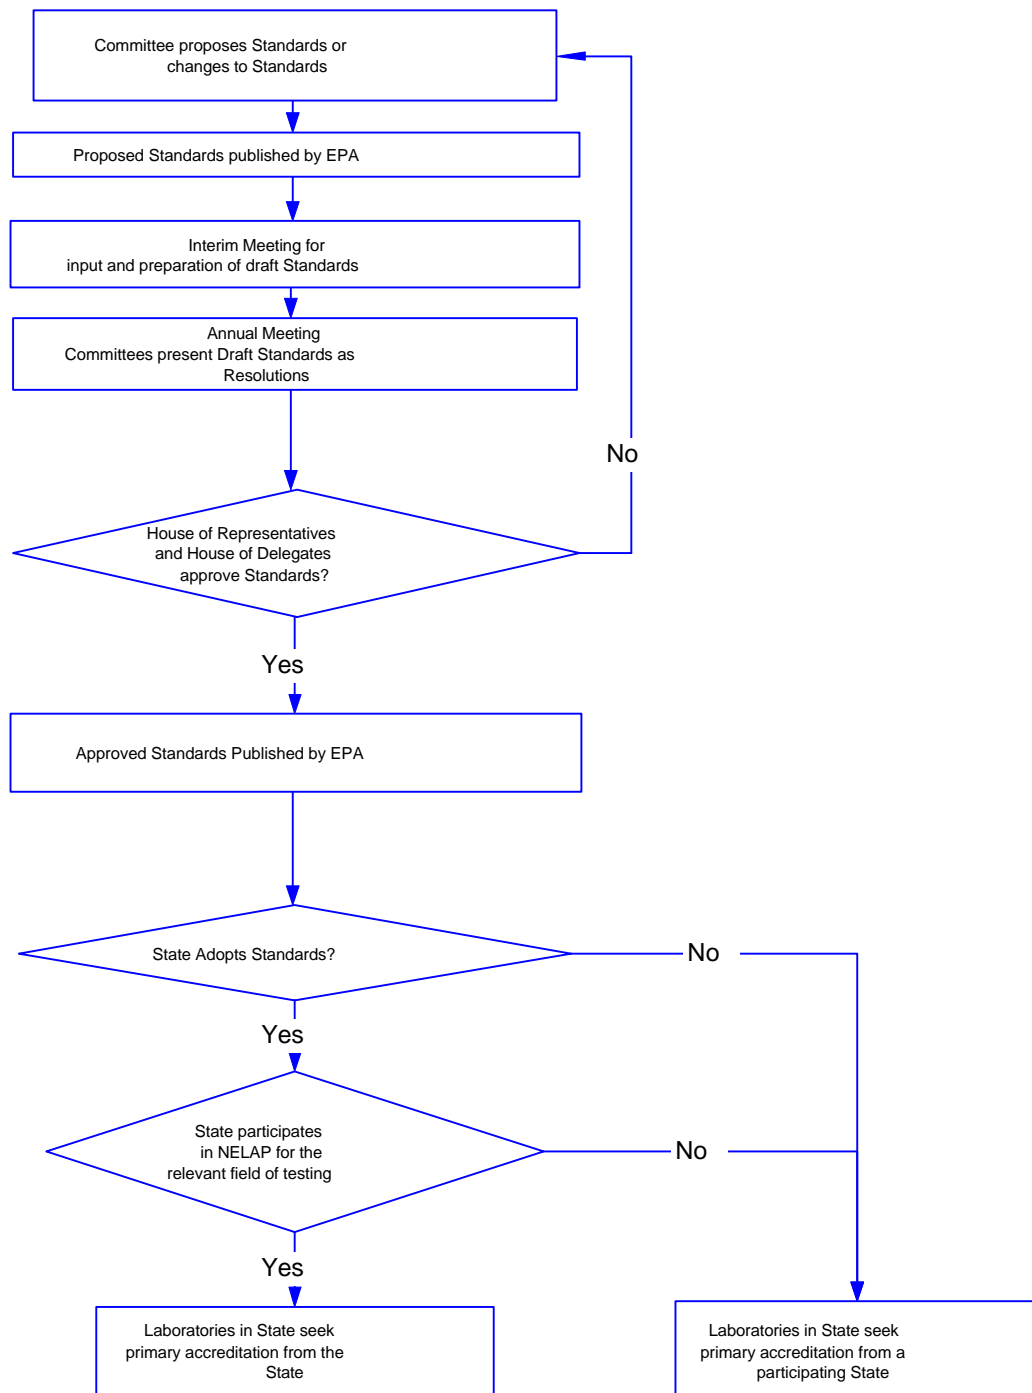 Committee proposes Standards or
changes to Standards
Proposed Standards published by EPA
Interim Meeting for
input and preparation of draft Standards
Annual Meeting
Committees present Draft Standards as
Resolutions
No
House of Representatives
and House of Delegates
approve Standards?
Yes
Approved Standards Published by EPA
State Adopts Standards?
No
Yes
State participates
in NELAP for the
relevant field of testing
No
Yes
Laboratories in State seek
primary accreditation from the
State
Laboratories in State seek
primary accreditation from a
participating State